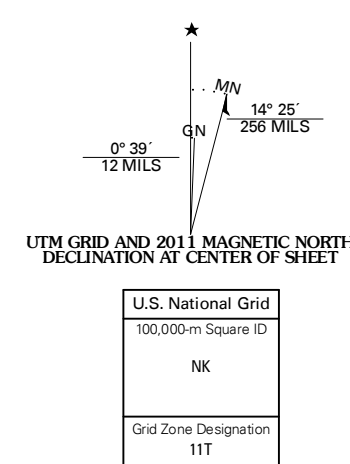 MN
14° 25´
256 MILS
GN
0° 39´
12 MILS
UTM GRID AND 2011 MAGNETIC NORTH
DECLINATION AT CENTER OF SHEET
U.S. National Grid
100,000-m Square ID
NK
Grid Zone Designation
11T